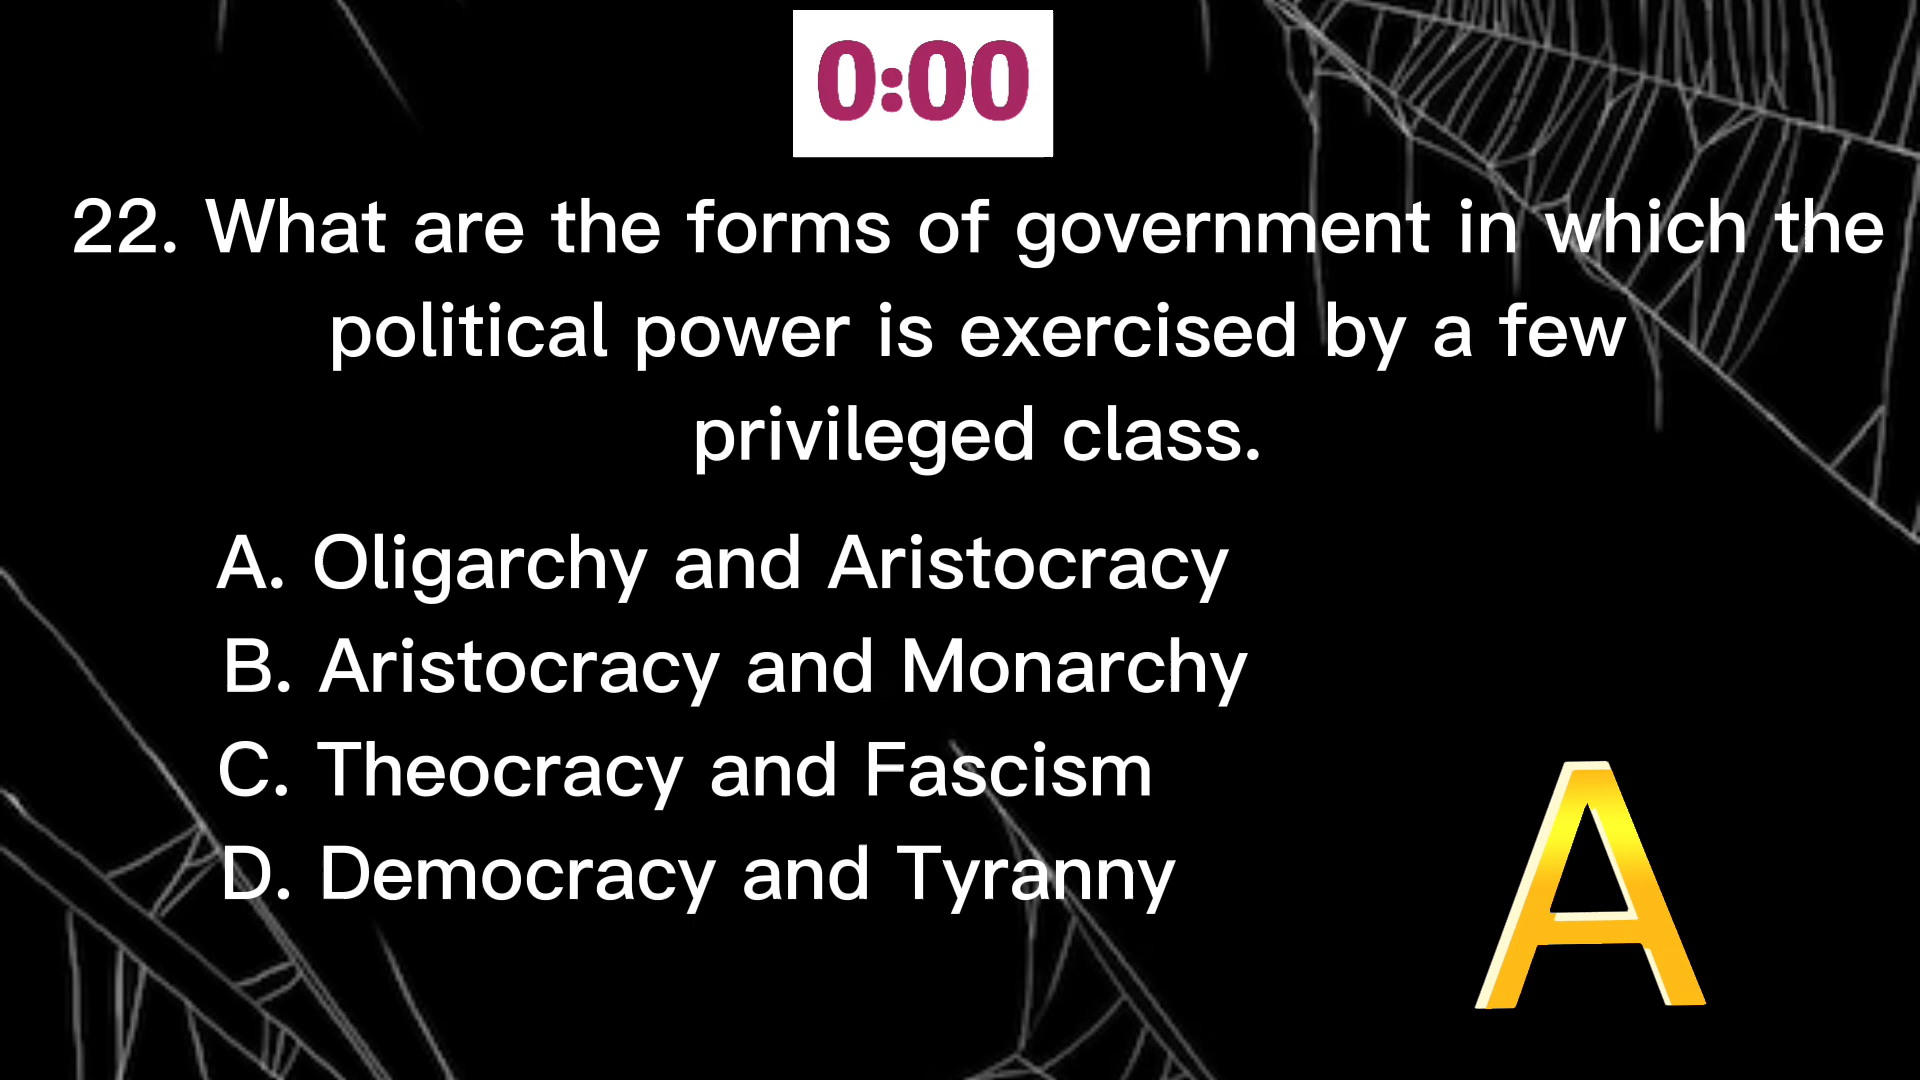 0:00
22. What are the forms of government in which the
political power is exercised by a few
privileged class.
A. Oligarchy and Aristocracy
B. Aristocracy and Monarchy
C. Theocracy and Fascism
D. Democracy and Tyranny
A